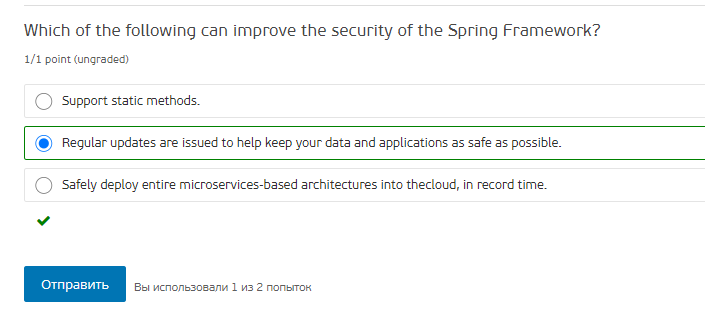 Which of the following can improve the security of the Spring Framework?
1/1 point (ungraded)
Support static methods.
Regular updates are issued to help keep your data and applications as safe as possible.
Safely deploy entire microservices-based architectures into thecloud, in record time.
Отправить
Вы использовали 1 из 2 попыток